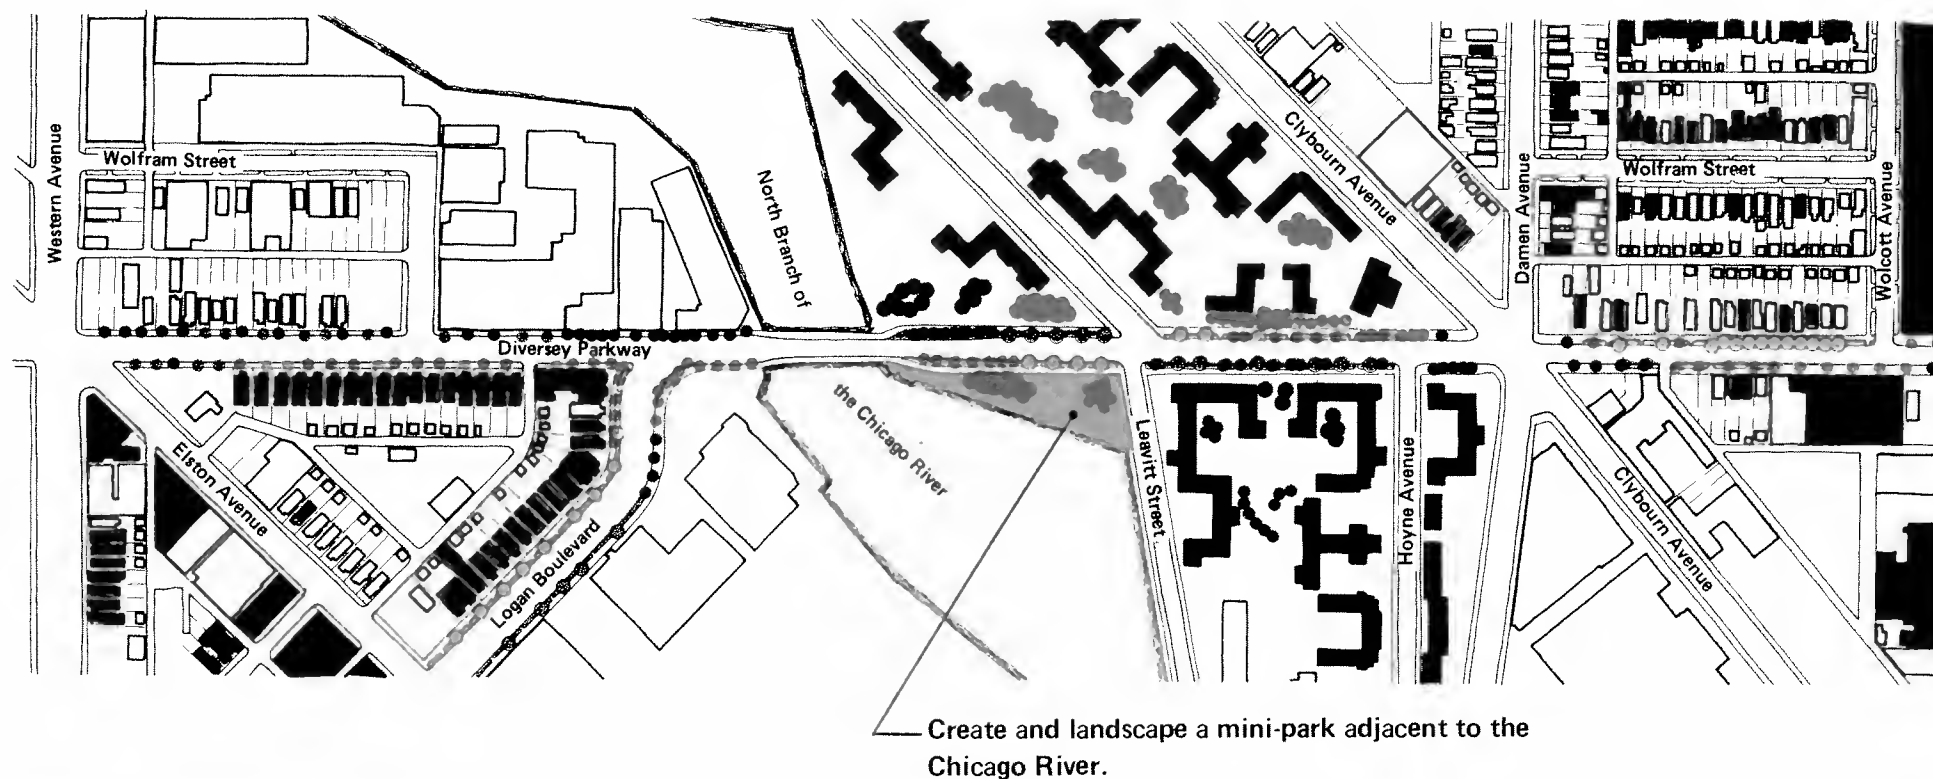 Western Avenue
Wolfram Street
North Branch of
Clybourn Avenue
Damen Avenue
Wolfram Street
Wolcott Avenue
Diversey Parkway
the Chicago River
Elston Avenue
Logan Boulevard
Leavitt Street
Hoyne Avenue
Clybourn Avenue
Create and landscape a mini-park adjacent to the
Chicago River.